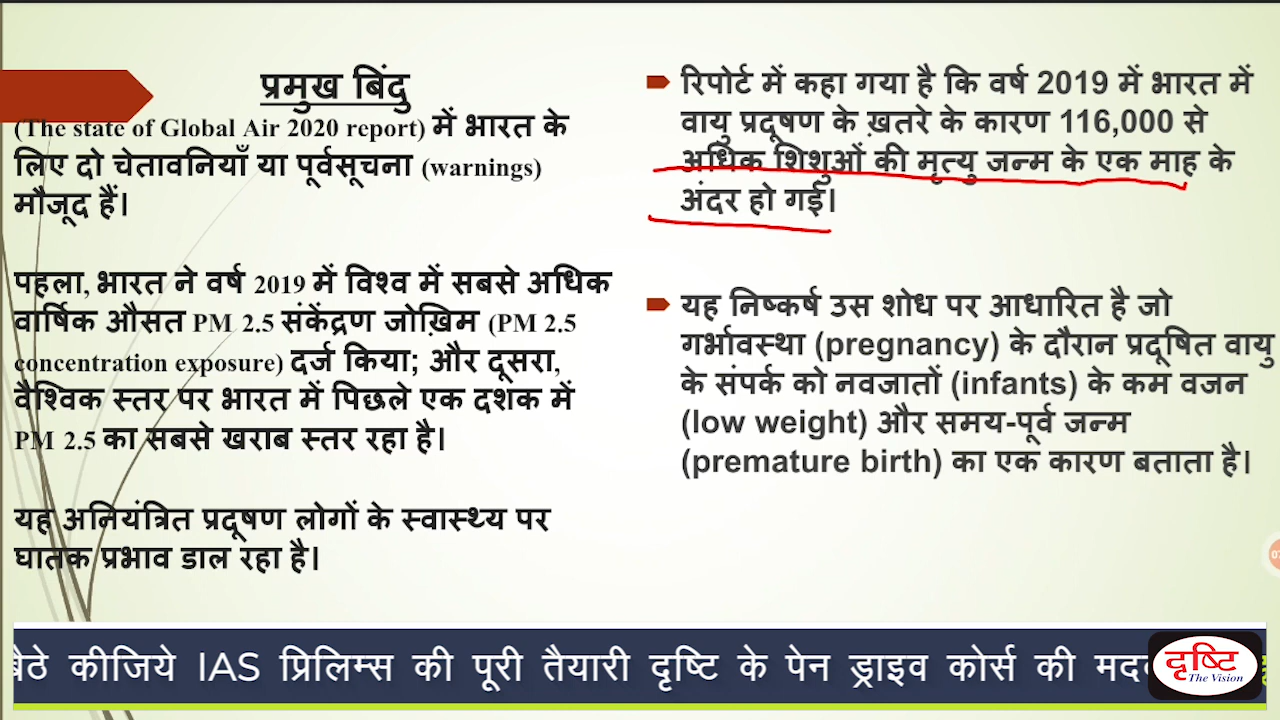 प्रमुख बिंदु
(The state of Global Air 2020 report) में भारत के
लिए दो चेतावनियाँ या पूर्वसूचना (warnings)
मौजूद हैं।
पहला, भारत ने वर्ष 2019 में विश्व में सबसे अधिक
वार्षिक औसत PM 2.5 संकेंद्रण जोख़िम (PM 2.5
concentration exposure) दर्ज किया; और दूसरा,
वैश्विक स्तर पर भारत में पिछले एक दशक में
PM 2.5 का सबसे खराब स्तर रहा है।
यह अनियंत्रित प्रदूषण लोगों के स्वास्थ्य पर
घातक प्रभाव डाल रहा है।
रिपोर्ट में कहा गया है कि वर्ष 2019 में भारत में
वायु प्रदूषण के ख़तरे के कारण 116,000 से
अधिक शिशुओं की मृत्यु जन्म के एक माह के
अंदर हो गई।
यह निष्कर्ष उस शोध पर आधारित है जो
गर्भावस्था (pregnancy) के दौरान प्रदूषित वायु
के संपर्क को नवजातों (infants) के कम वजन
(low weight) और समय-पूर्व जन्म
(premature birth) का एक कारण बताता है।
बैठे कीजिये IAS प्रिलिम्स की पूरी तैयारी दृष्टि के पेन ड्राइव कोर्स की
दृष्टि
The Vision